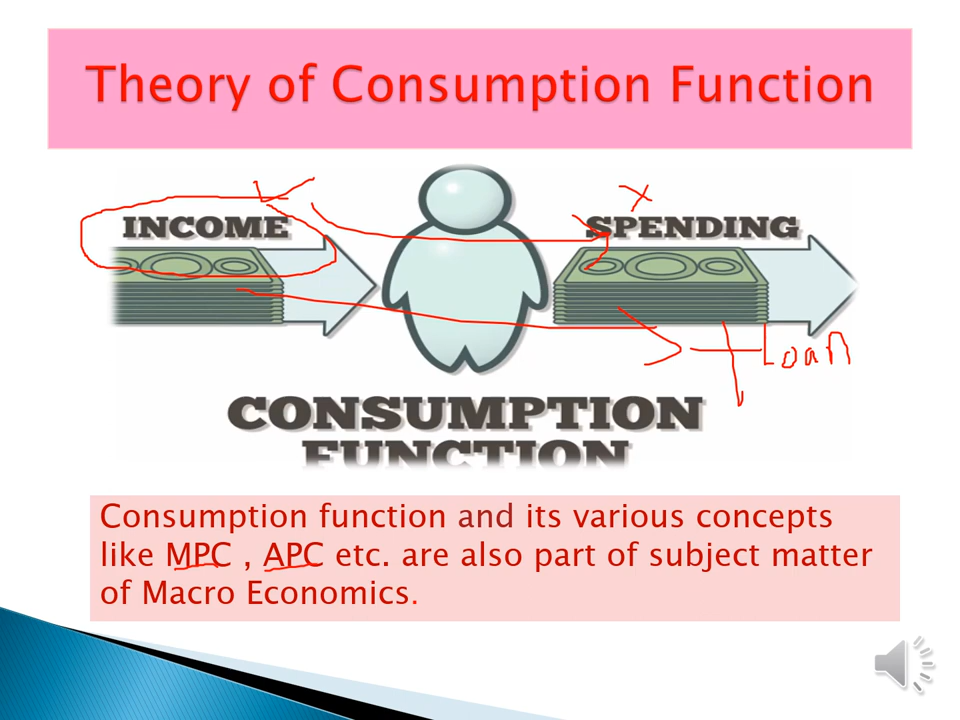 Theory of Consumption Function
INCOME
SPENDING
Loan
CONSUMPTION
FUNCTION
Consumption function and its various concepts
like MPC , APC etc. are also part of subject matter
of Macro Economics.